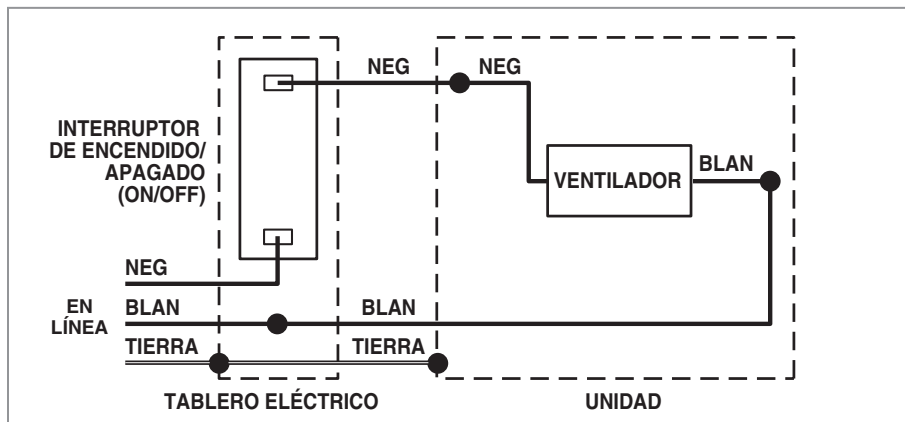 NEG
NEG
INTERRUPTOR
DE ENCENDIDO/
APAGADO
(ON/OFF)
VENTILADOR
BLAN
NEG
EN
LÍNEA
BLAN
BLAN
TIERRA
TIERRA
TABLERO ELÉCTRICO
UNIDAD